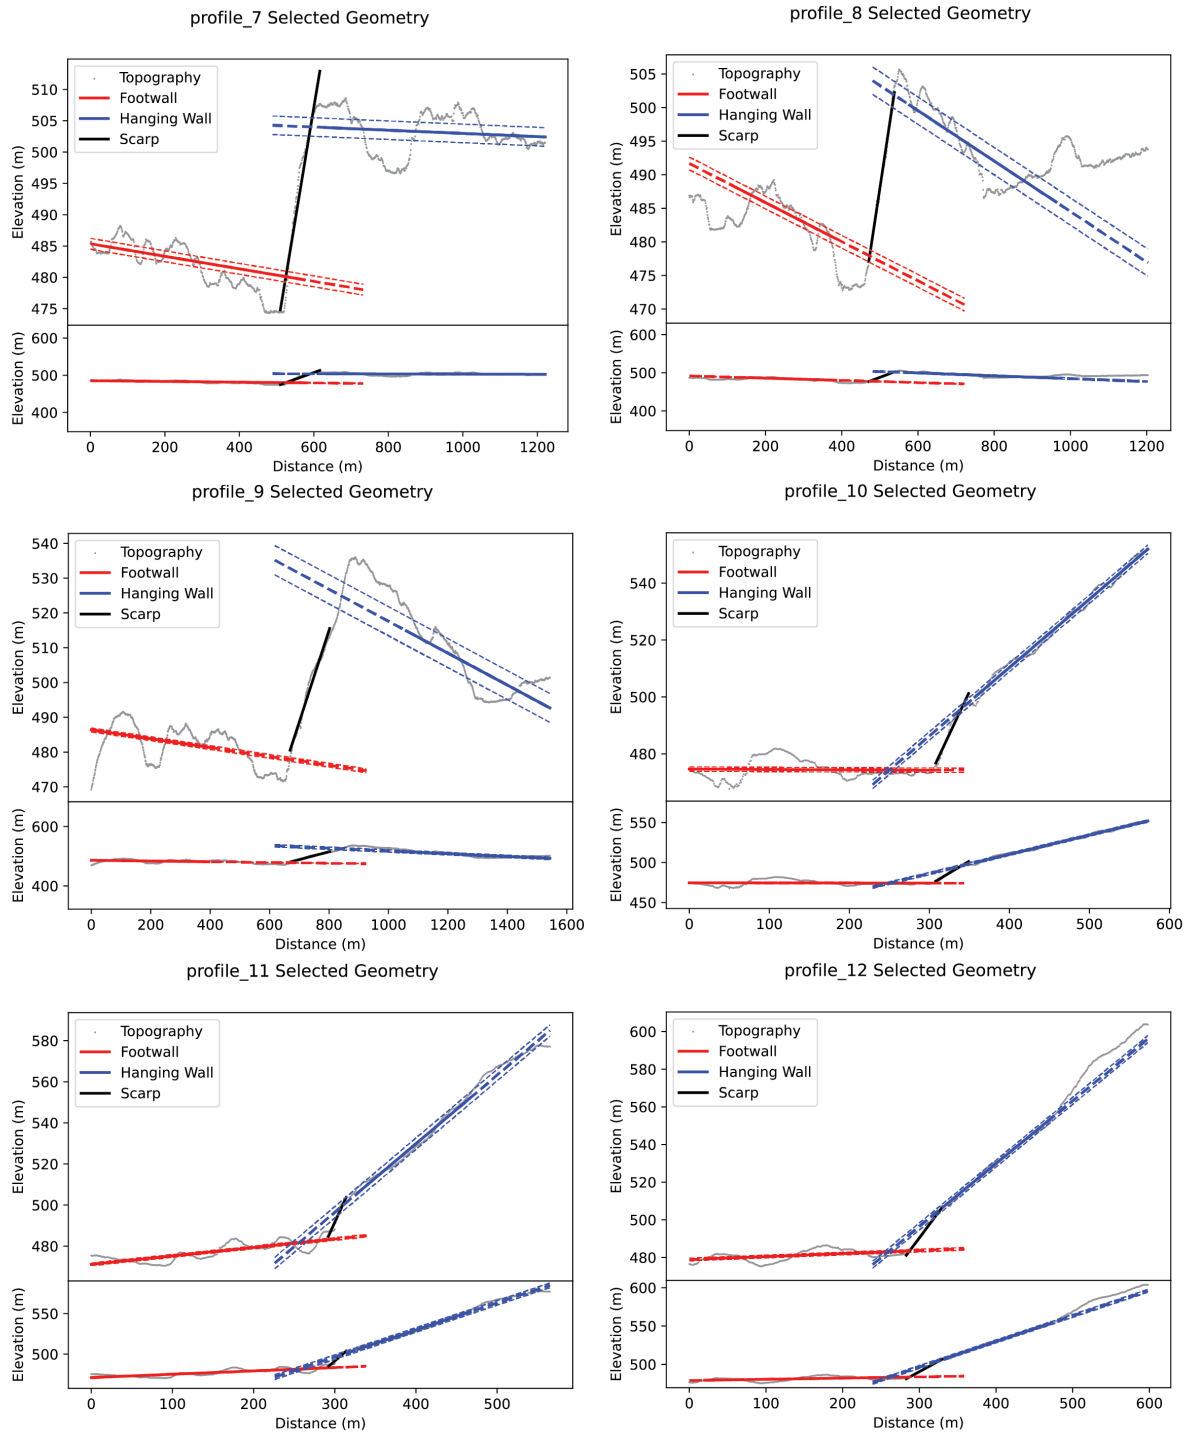 profile_7 Selected Geometry
Topography
Footwall
Hanging Wall
Scarp
Elevation (m)
510
505
500
495
490
485
480
475
Elevation (m)
600
500
400
0 200 400 600 800 1000 1200
Distance (m)
profile_8 Selected Geometry
Topography
Footwall
Hanging Wall
Scarp
Elevation (m)
505
500
495
490
485
480
475
470
Elevation (m)
600
500
400
0 200 400 600 800 1000 1200
Distance (m)
profile_9 Selected Geometry
Topography
Footwall
Hanging Wall
Scarp
Elevation (m)
540
530
520
510
500
490
480
470
Elevation (m)
600
400
0 200 400 600 800 1000 1200 1400 1600
Distance (m)
profile_10 Selected Geometry
Topography
Footwall
Hanging Wall
Scarp
Elevation (m)
540
520
500
480
Elevation (m)
550
500
450
0 100 200 300 400 500 600
Distance (m)
profile_11 Selected Geometry
Topography
Footwall
Hanging Wall
Scarp
Elevation (m)
580
560
540
520
500
480
Elevation (m)
550
500
0 100 200 300 400 500
Distance (m)
profile_12 Selected Geometry
Topography
Footwall
Hanging Wall
Scarp
Elevation (m)
600
580
560
540
520
500
480
Elevation (m)
600
550
500
0 100 200 300 400 500 600
Distance (m)